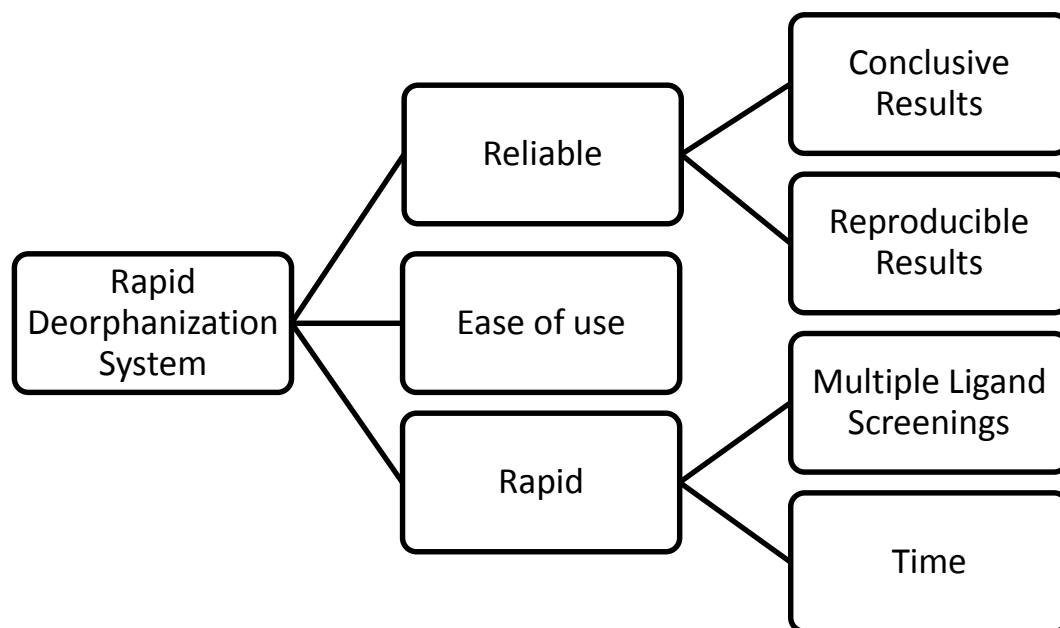 Rapid
Deorphanization
System
Reliable
Ease of use
Rapid
Conclusive
Results
Reproducible
Results
Multiple Ligand
Screenings
Time